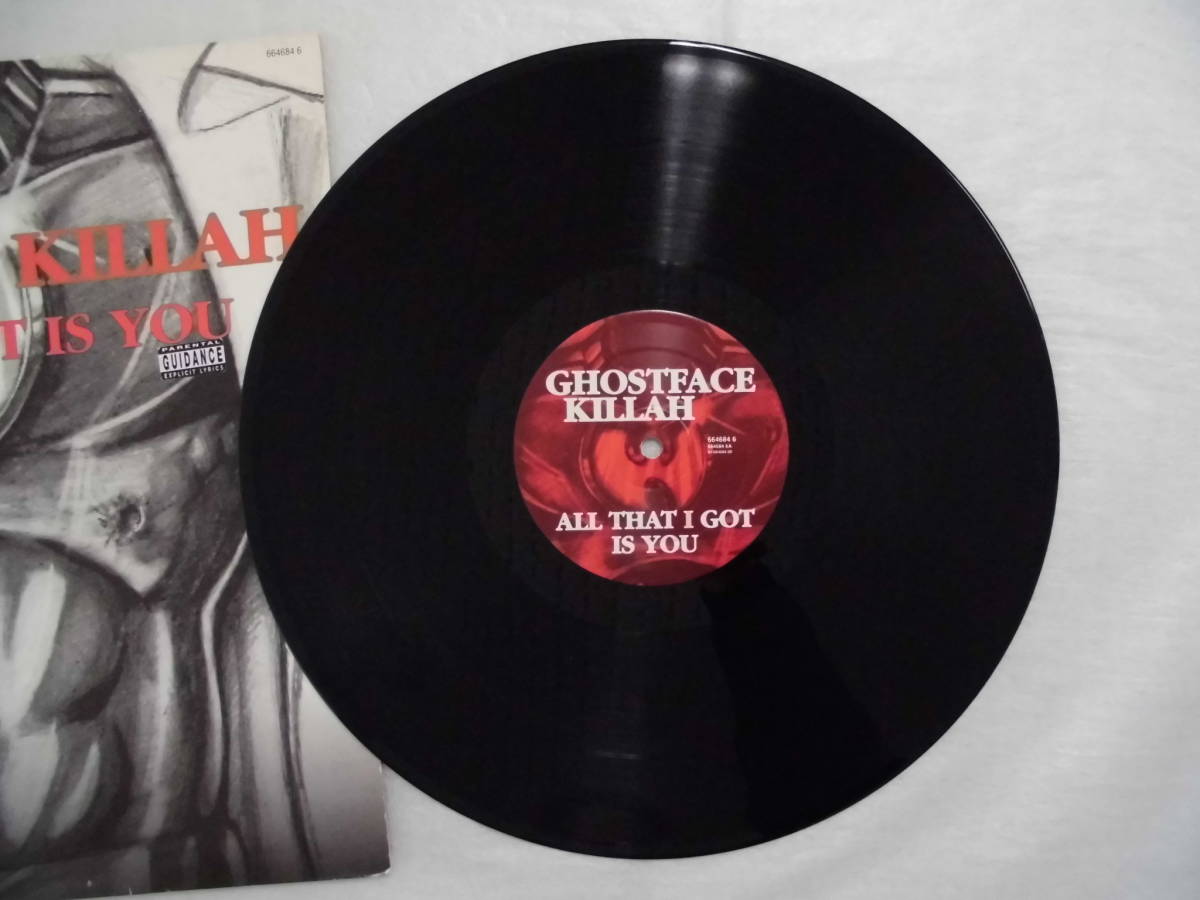 664684 6
KILLAH
T IS YOU
PARENTAL
GUIDANCE
EXPLICIT LYRICS
GHOSTFACE
KILLAH
664684 6
ALL THAT I GOT
IS YOU